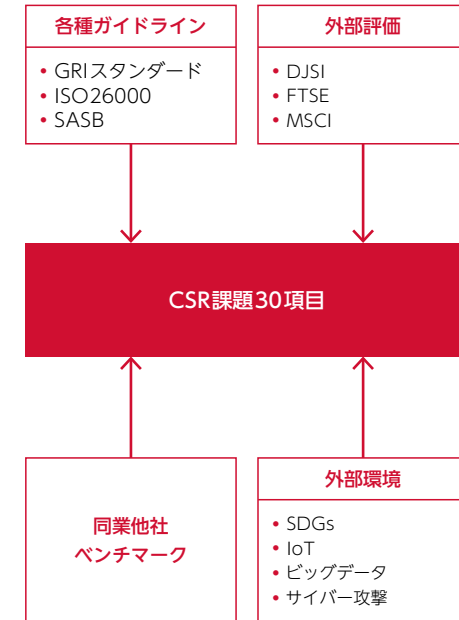 各種ガイドライン
• GRIスタンダード
• ISO26000
• SASB
外部評価
• DJSI
• FTSE
• MSCI
CSR課題30項目
同業他社
ベンチマーク
外部環境
• SDGs
• IoT
• ビッグデータ
• サイバー攻撃